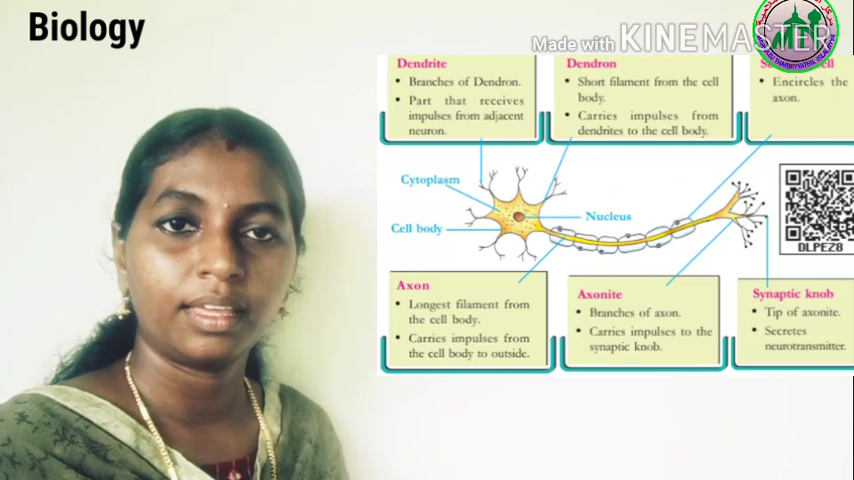 Biology
Made with KINEMASTER
Dendrite
Branches of Dendron.
Part that receives
impulses from adjacent
neuron.
Dendron
Short filament from the cell
body.
Carries impulses from
dendrites to the cell body.
Encircles the
axon.
Cytoplasm
Cell body
Nucleus
DLPEZ8
Axon
Longest filament from
the cell body.
Carries impulses from
the cell body to outside.
Axonite
Branches of axon.
Carries impulses to the
synaptic knob.
Synaptic knob
Tip of axonite.
Secretes
neurotransmitter.